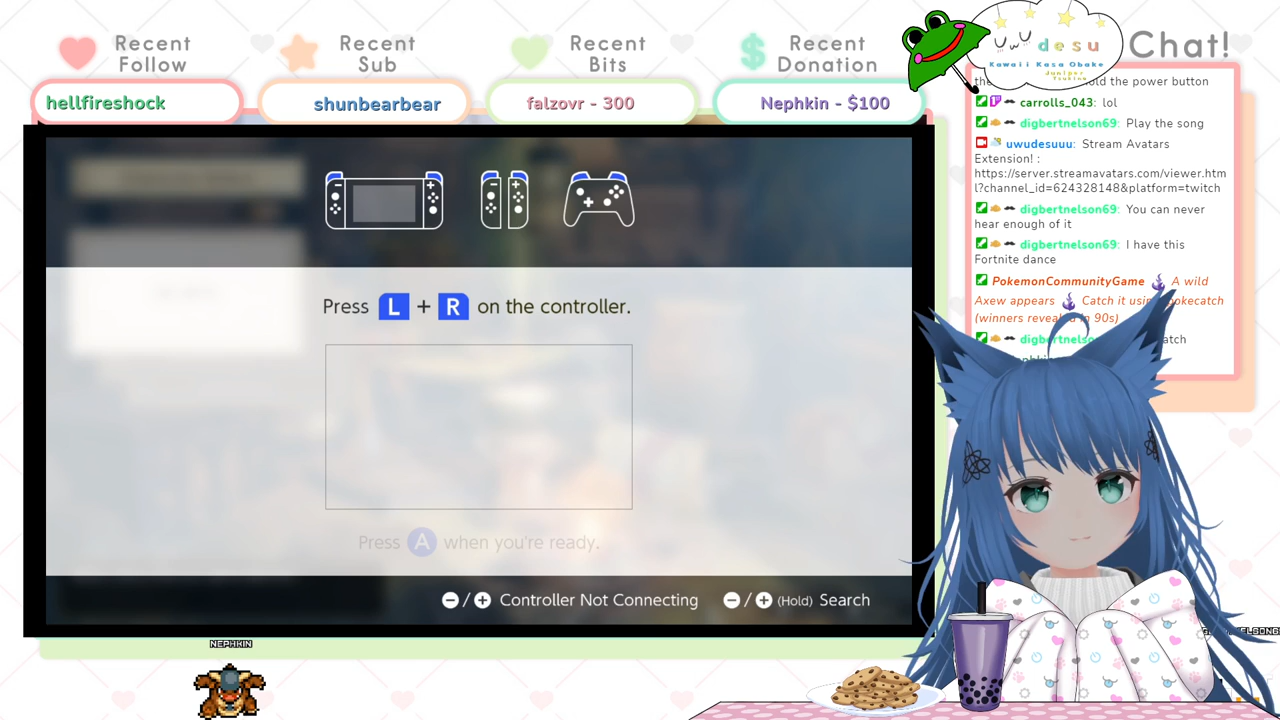 Recent
Follow
Recent
Sub
Recent
Bits
Recent
Donation
hellfireshock
shunbearbear
falzovr - 300
Nephkin - $100
UwU desu
Kawaii Kasa Obake
Juniper
Tsukino
Chat!
old the power button
carrolls_043: lol
digbertnelson69: Play the song
uwudesuuu: Stream Avatars
Extension! :
https://server.streamavatars.com/viewer.htm
l?channel_id=624328148&platform=twitch
digbertnelson69: You can never
hear enough of it
digbertnelson69: I have this
Fortnite dance
PokemonCommunityGame A wild
Axew appears Catch it
(winners in 90s)
Press L + R on the controller.
Press A when you're ready.
-/+ Controller Not Connecting -/+ (Hold) Search
NEPHKIN